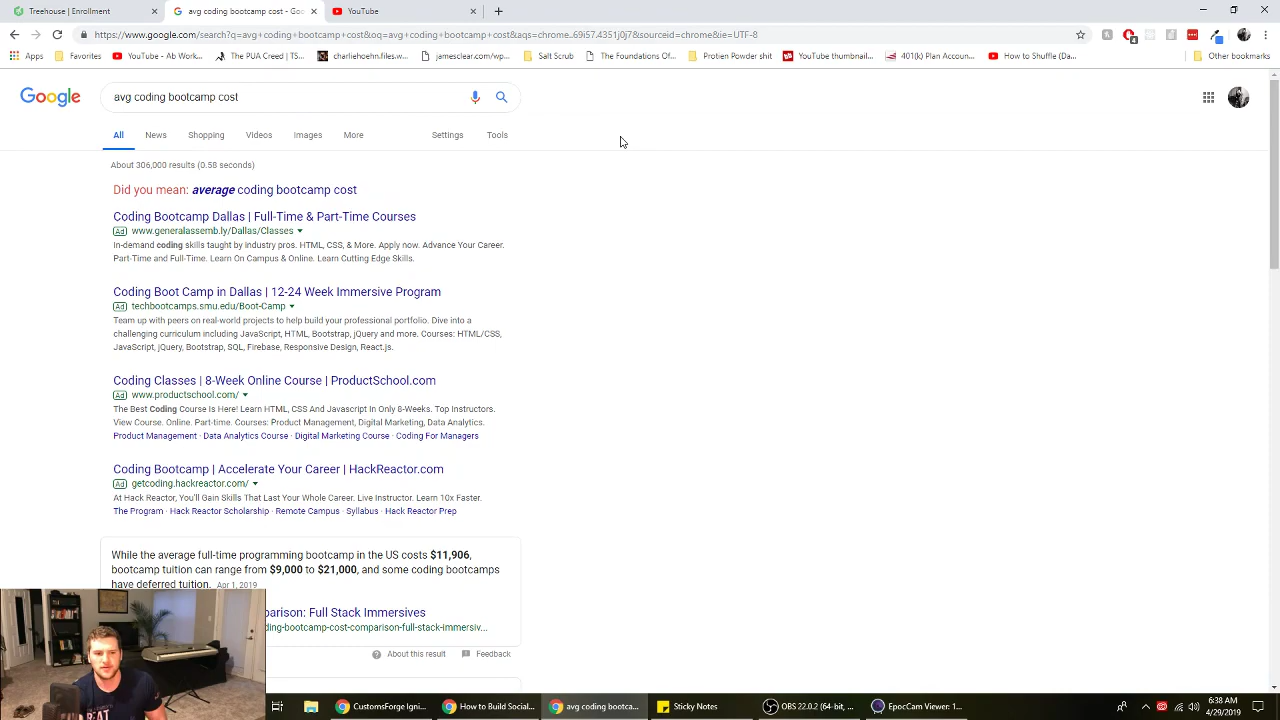 Treehouse | Enrollment
avg coding bootcamp cost - Goo
YouTube
https://www.google.com/search?q=avg+coding+bootcamp+cost&oq=avg+coding+bootcamp+cost&aqs=chrome..69i57.4351j0j7&sourceid=chrome&ie=UTF-8
Apps
Favorites
YouTube - Ab Work...
The PUA Creed | TS...
charliehoehn.files.w...
jamesclear.com/wp...
Salt Scrub
The Foundations Of...
Protien Powder shit
YouTube thumbnail...
401(k) Plan Accoun...
How to Shuffle (Da...
Other bookmarks
Google
avg coding bootcamp cost
All News Shopping Videos Images More Settings Tools
About 306,000 results (0.58 seconds)
Did you mean: average coding bootcamp cost
Coding Bootcamp Dallas | Full-Time & Part-Time Courses
Ad www.generalassemb.ly/Dallas/Classes
In-demand coding skills taught by industry pros. HTML, CSS, & More. Apply now. Advance Your Career.
Part-Time and Full-Time. Learn On Campus & Online. Learn Cutting Edge Skills.
Coding Boot Camp in Dallas | 12-24 Week Immersive Program
Ad techbootcamps.smu.edu/Boot-Camp
Team up with peers on real-world projects to help build your professional portfolio. Dive into a
challenging curriculum including JavaScript, HTML, Bootstrap, jQuery and more. Courses: HTML/CSS,
JavaScript, jQuery, Bootstrap, SQL, Firebase, Responsive Design, React.js.
Coding Classes | 8-Week Online Course | ProductSchool.com
Ad www.productschool.com/
The Best Coding Course Is Here! Learn HTML, CSS And Javascript In Only 8-Weeks. Top Instructors.
View Course. Online. Part-time. Courses: Product Management, Digital Marketing, Data Analytics.
Product Management · Data Analytics Course · Digital Marketing Course · Coding For Managers
Coding Bootcamp | Accelerate Your Career | HackReactor.com
Ad getcoding.hackreactor.com/
At Hack Reactor, You'll Gain Skills That Last Your Whole Career. Live Instructor. Learn 10x Faster.
The Program · Hack Reactor Scholarship · Remote Campus · Syllabus · Hack Reactor Prep
While the average full-time programming bootcamp in the US costs $11,906,
bootcamp tuition can range from $9,000 to $21,000, and some coding bootcamps
have deferred tuition. Apr 1, 2019
parison: Full Stack Immersives
ding-bootcamp-cost-comparison-full-stack-immersiv...
About this result Feedback
CustomsForge Igni...
How to Build Social...
avg coding bootca...
Sticky Notes
OBS 22.0.2 (64-bit, ...
EpocCam Viewer: 1...
6:38 AM
4/29/2019